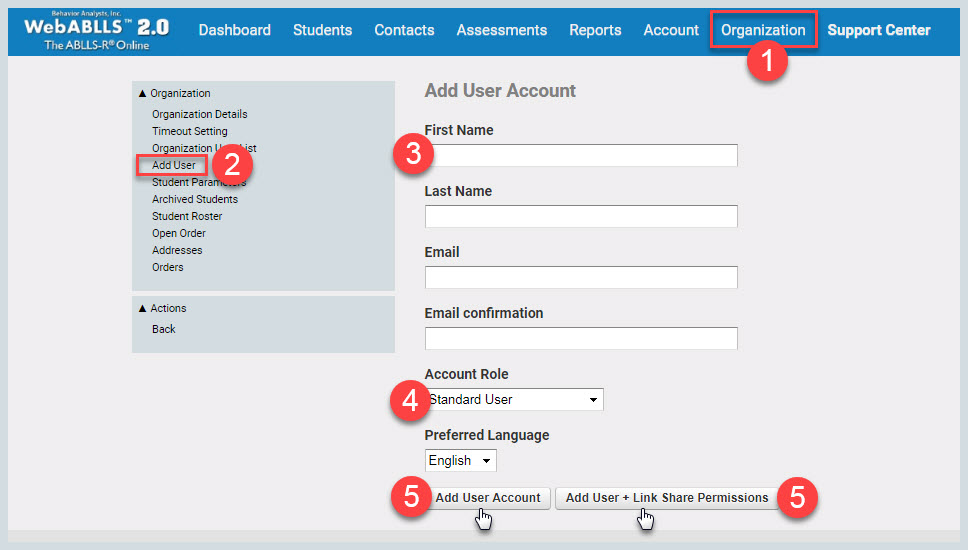 Behavior Analysts, Inc.
WebABLLS™ 2.0
The ABLLS-R® Online
Dashboard Students Contacts Assessments Reports Account Organization Support Center
1
▲ Organization
Organization Details
Timeout Setting
Organization User List
Add User
2
Student Parameters
Archived Students
Student Roster
Open Order
Addresses
Orders
▲ Actions
Back
Add User Account
First Name
3
Last Name
Email
Email confirmation
Account Role
4 Standard User
Preferred Language
English
5 Add User Account Add User + Link Share Permissions 5